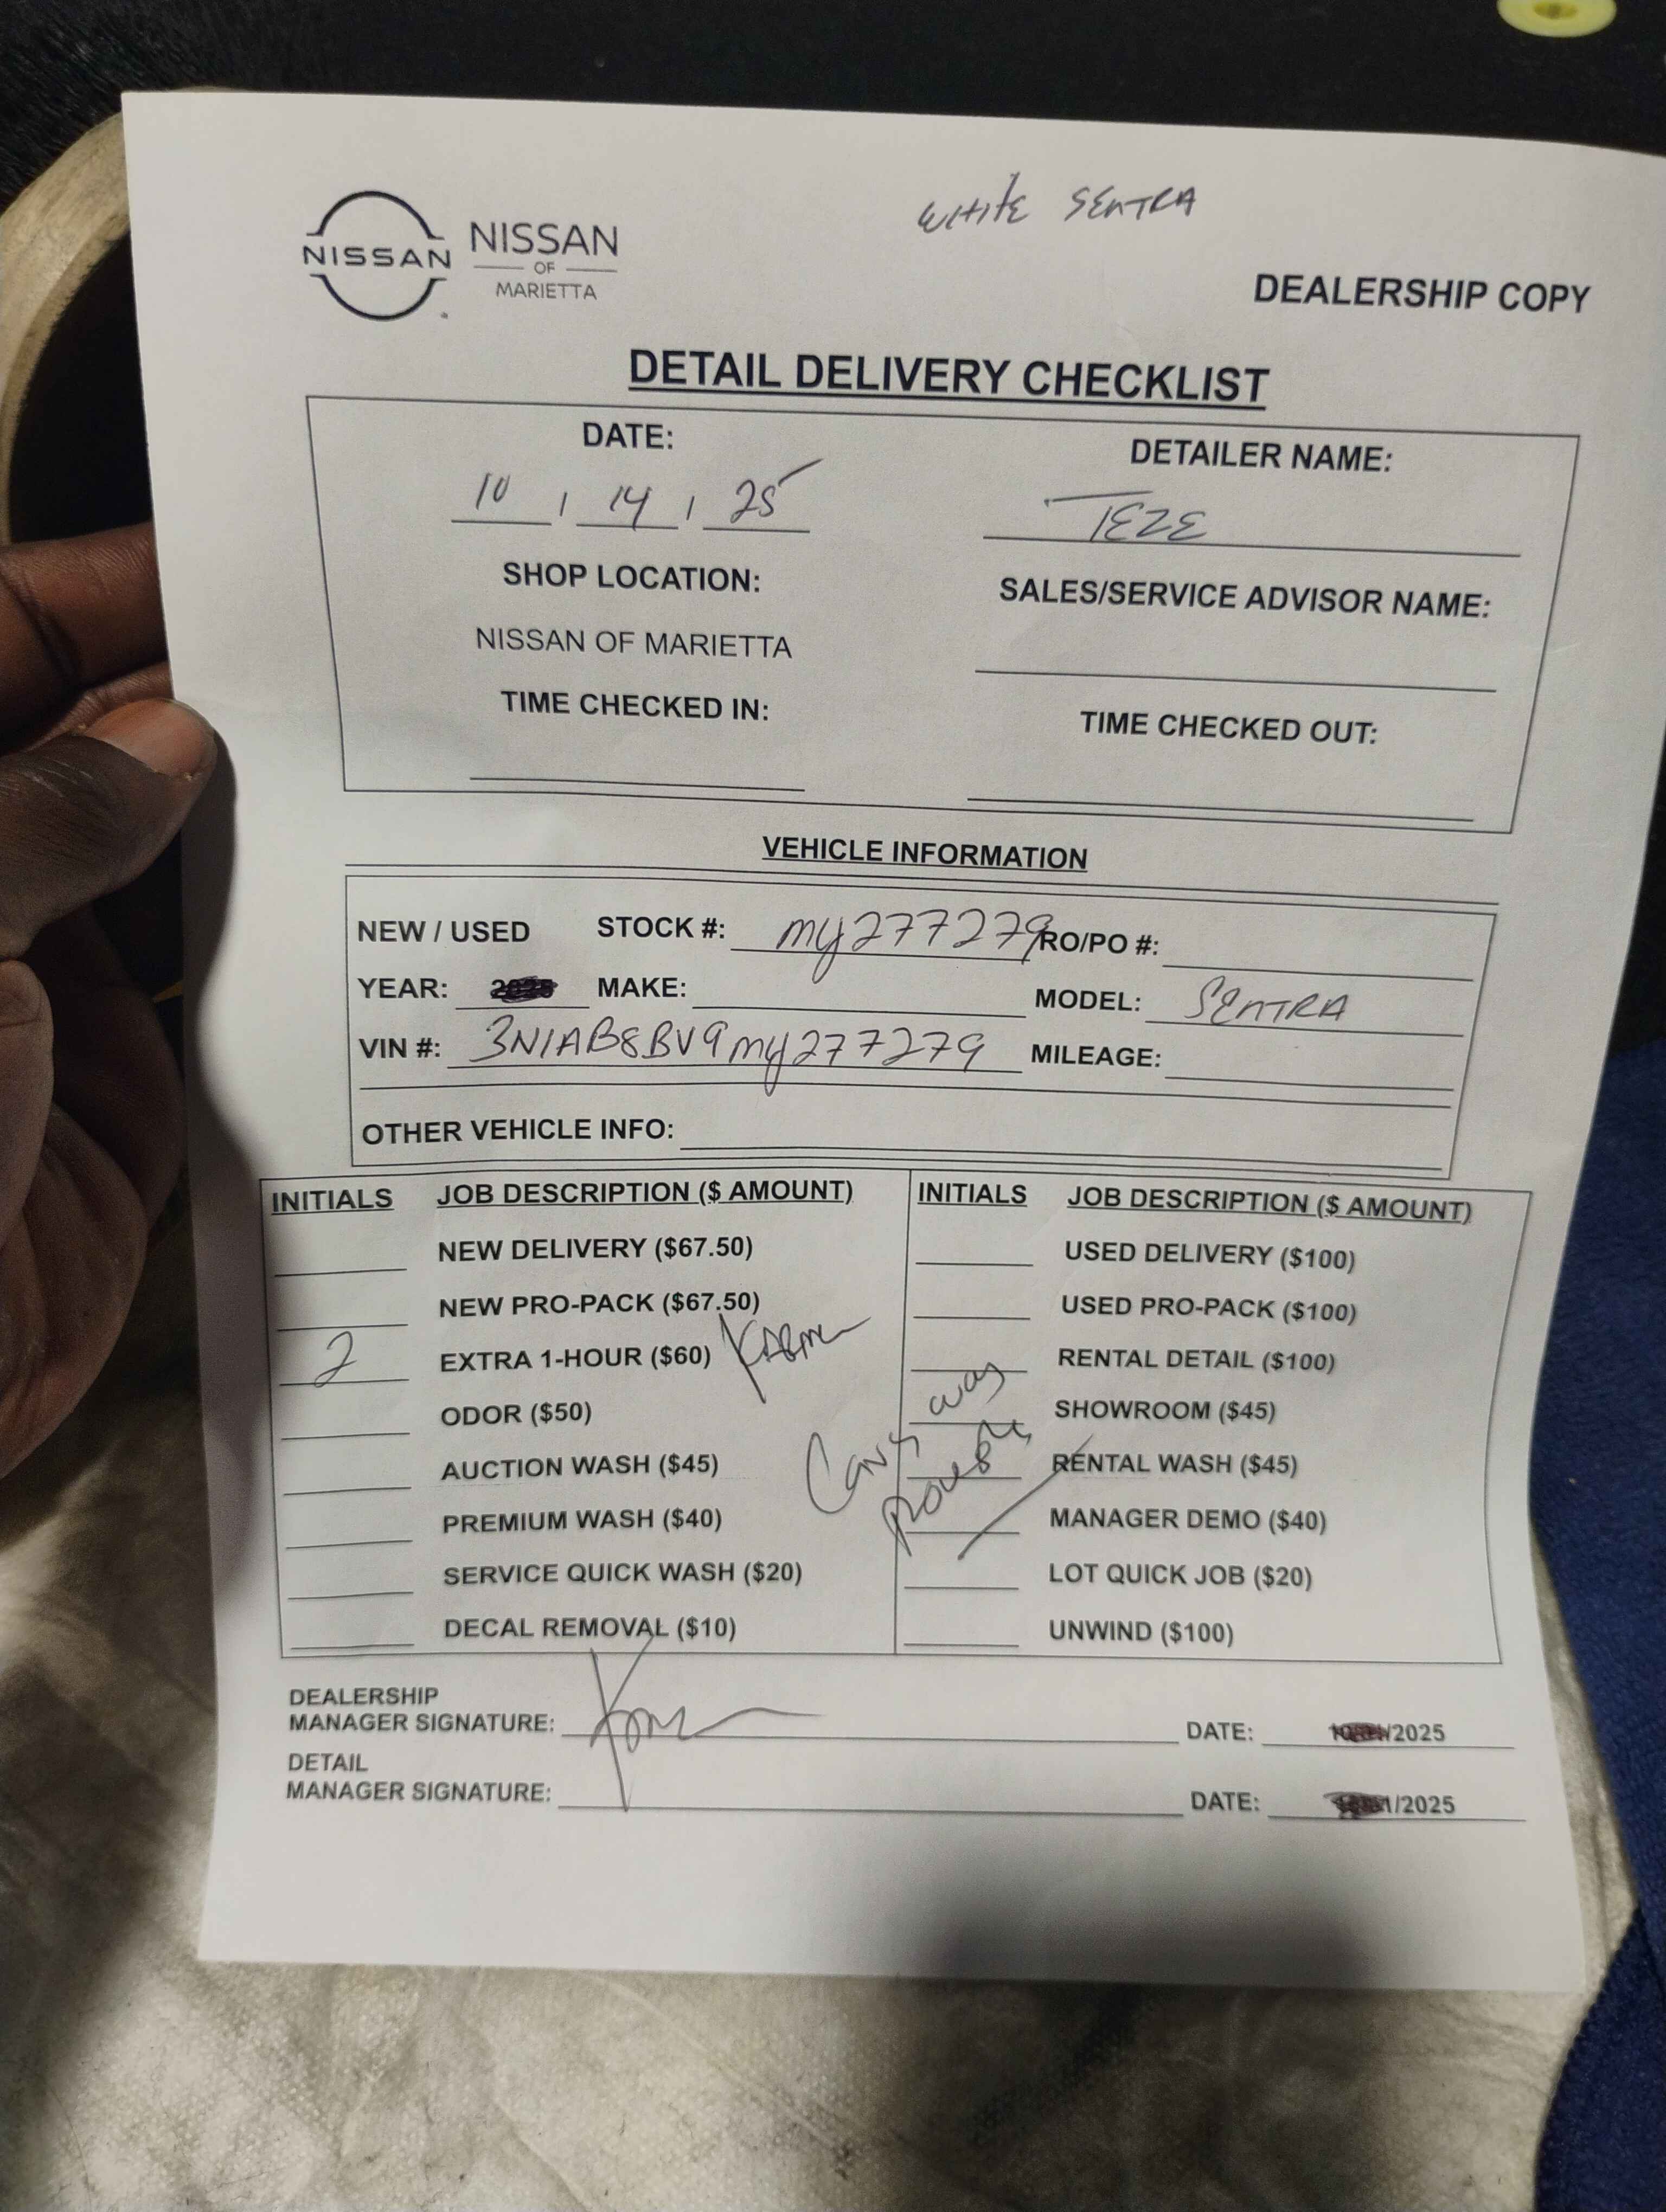 WHITE SENTRA
NISSAN
NISSAN
OF
MARIETTA
DEALERSHIP COPY
DETAIL DELIVERY CHECKLIST
DATE:
10 / 14 / 25
DETAILER NAME:
TEZE
SHOP LOCATION:
NISSAN OF MARIETTA
SALES/SERVICE ADVISOR NAME:
TIME CHECKED IN:
TIME CHECKED OUT:
VEHICLE INFORMATION
NEW / USED STOCK #: my277279 RO/PO #:
YEAR: MAKE: MODEL: SENTRA
VIN #: 3N1AB8BV9my277279 MILEAGE:
OTHER VEHICLE INFO:
INITIALS JOB DESCRIPTION ($ AMOUNT)
NEW DELIVERY ($67.50)
NEW PRO-PACK ($67.50)
2 EXTRA 1-HOUR ($60)
ODOR ($50)
AUCTION WASH ($45)
PREMIUM WASH ($40)
SERVICE QUICK WASH ($20)
DECAL REMOVAL ($10)
INITIALS JOB DESCRIPTION ($ AMOUNT)
USED DELIVERY ($100)
USED PRO-PACK ($100)
RENTAL DETAIL ($100)
SHOWROOM ($45)
RENTAL WASH ($45)
MANAGER DEMO ($40)
LOT QUICK JOB ($20)
UNWIND ($100)
way
DEALERSHIP
MANAGER SIGNATURE: DATE: /2025
DETAIL
MANAGER SIGNATURE: DATE: /2025